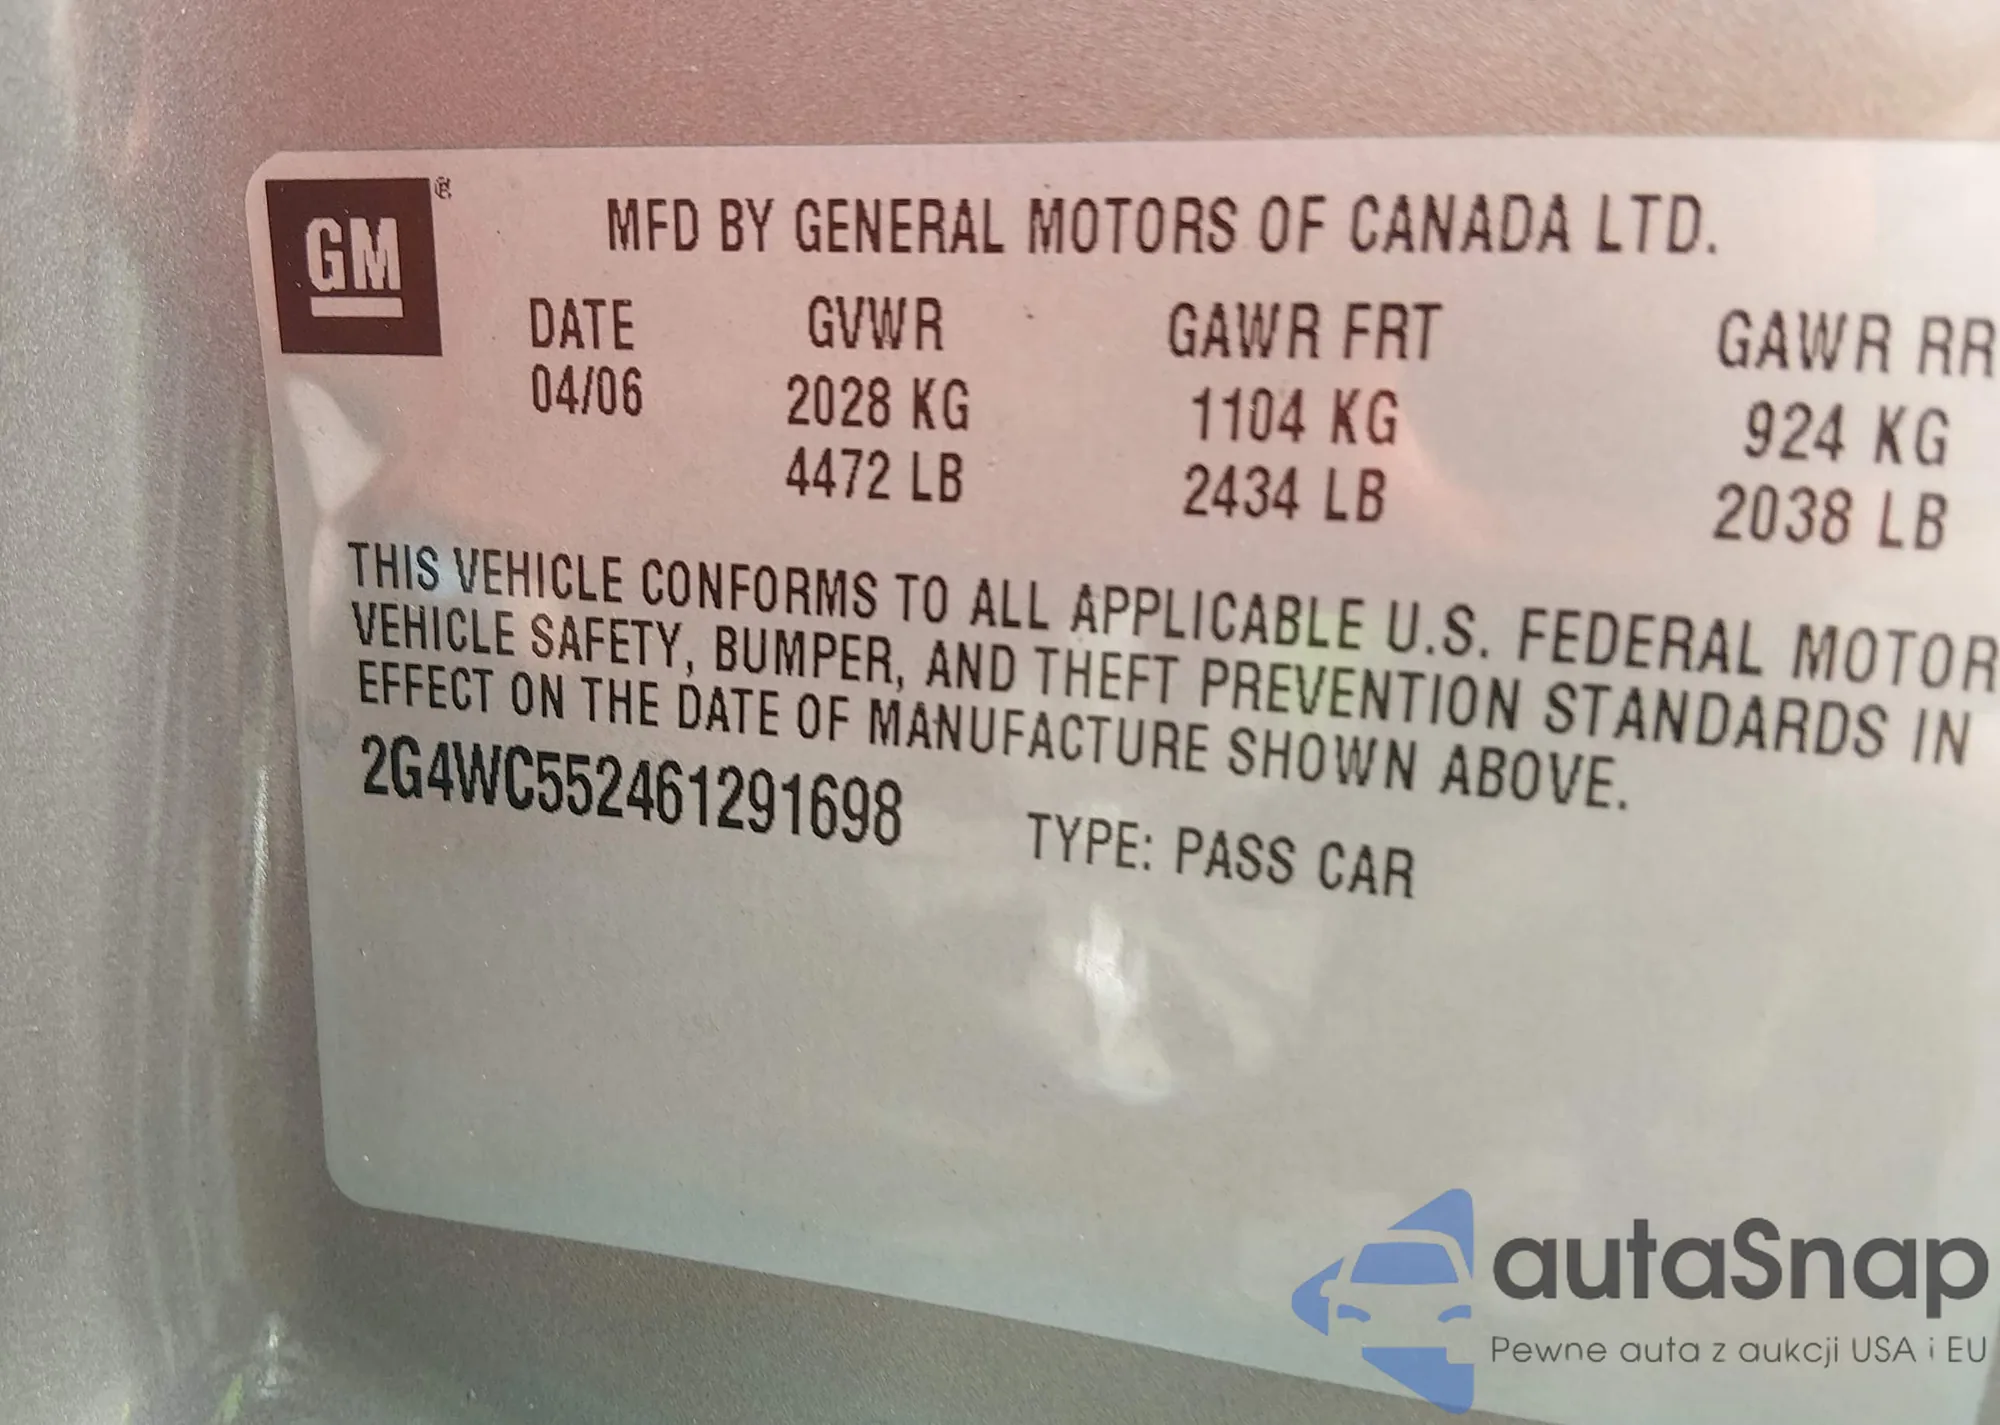 GM ®
MFD BY GENERAL MOTORS OF CANADA LTD.
DATE GVWR GAWR FRT GAWR RR
04/06 2028 KG 1104 KG 924 KG
4472 LB 2434 LB 2038 LB
THIS VEHICLE CONFORMS TO ALL APPLICABLE U.S. FEDERAL MOTOR
VEHICLE SAFETY, BUMPER, AND THEFT PREVENTION STANDARDS IN
EFFECT ON THE DATE OF MANUFACTURE SHOWN ABOVE.
2G4WC552461291698 TYPE: PASS CAR
autaSnap
Pewne auta z aukcji USA i EU